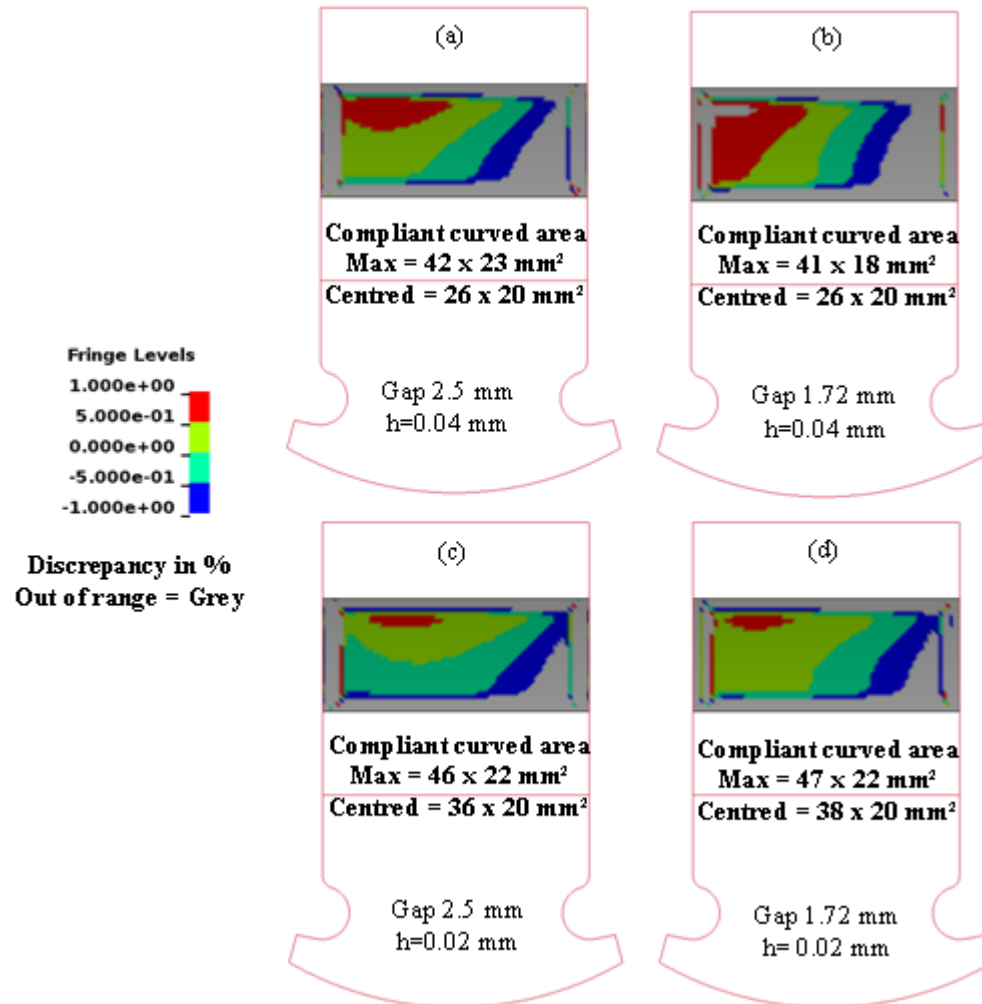 (a)
Compliant curved area
Max = 42 x 23 mm²
Centred = 26 x 20 mm²
Gap 2.5 mm
h=0.04 mm
(b)
Compliant curved area
Max = 41 x 18 mm²
Centred = 26 x 20 mm²
Gap 1.72 mm
h=0.04 mm
Fringe Levels
1.000e+00
5.000e-01
0.000e+00
-5.000e-01
-1.000e+00
Discrepancy in %
Out of range = Grey
(c)
Compliant curved area
Max = 46 x 22 mm²
Centred = 36 x 20 mm²
Gap 2.5 mm
h=0.02 mm
(d)
Compliant curved area
Max = 47 x 22 mm²
Centred = 38 x 20 mm²
Gap 1.72 mm
h= 0.02 mm